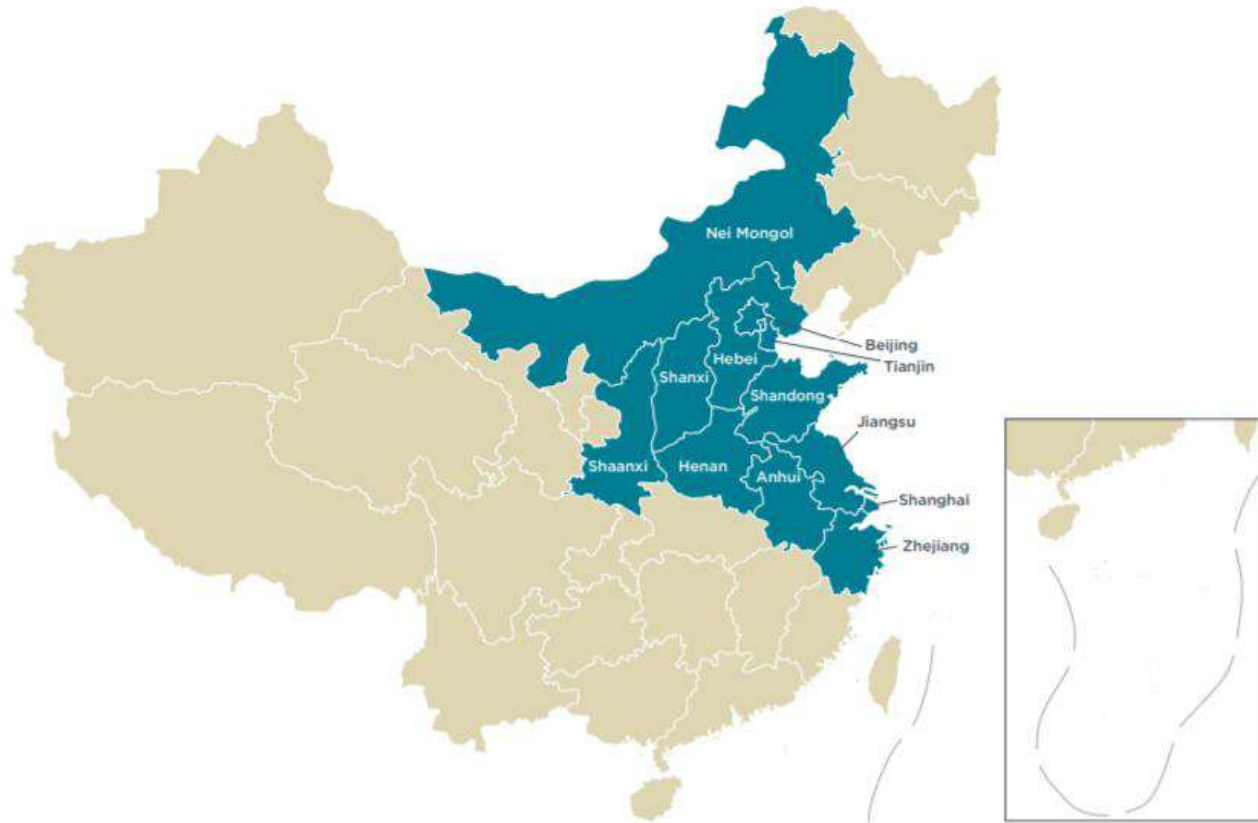 Nei Mongol
Beijing
Hebei
Tianjin
Shanxi
Shandong
Jiangsu
Shaanxi
Henan
Anhui
Shanghai
Zhejiang